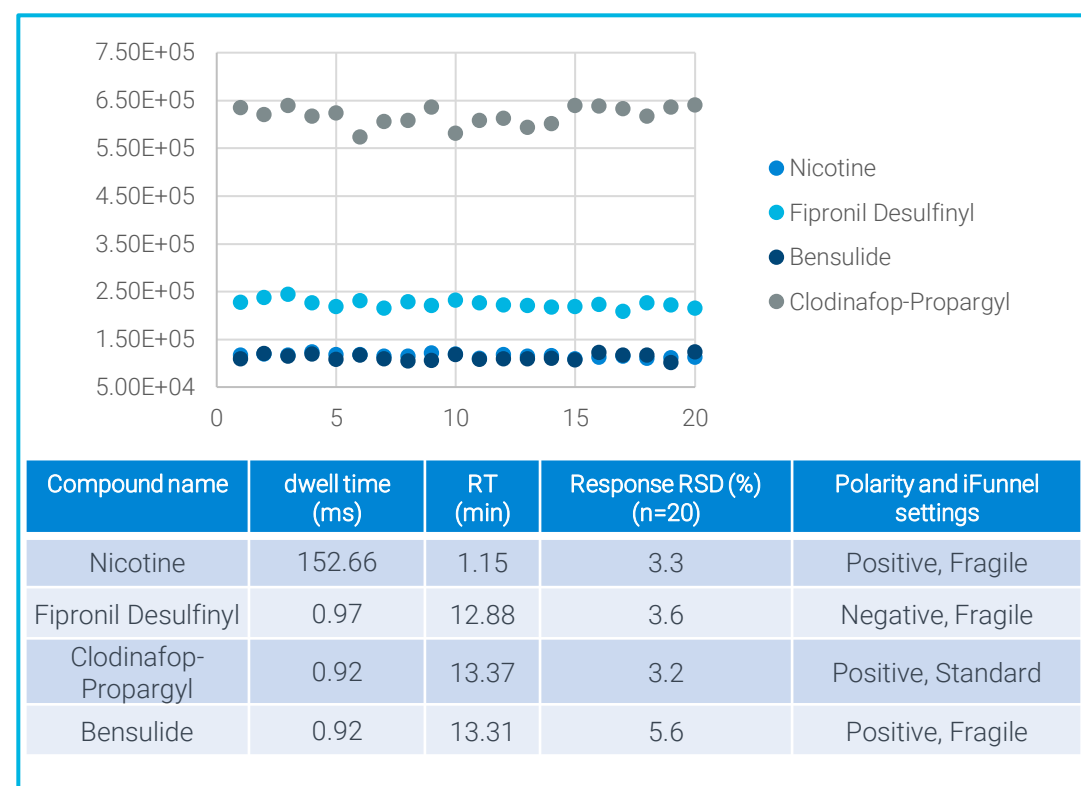 7.50E+05
6.50E+05
5.50E+05
4.50E+05
3.50E+05
2.50E+05
1.50E+05
5.00E+04
0 5 10 15 20
Nicotine
Fipronil Desulfinyl
Bensulide
Clodinafop-Propargyl
Compound name dwell time (ms) RT (min) Response RSD (%) (n=20) Polarity and iFunnel settings
Nicotine 152.66 1.15 3.3 Positive, Fragile
Fipronil Desulfinyl 0.97 12.88 3.6 Negative, Fragile
Clodinafop-Propargyl 0.92 13.37 3.2 Positive, Standard
Bensulide 0.92 13.31 5.6 Positive, Fragile